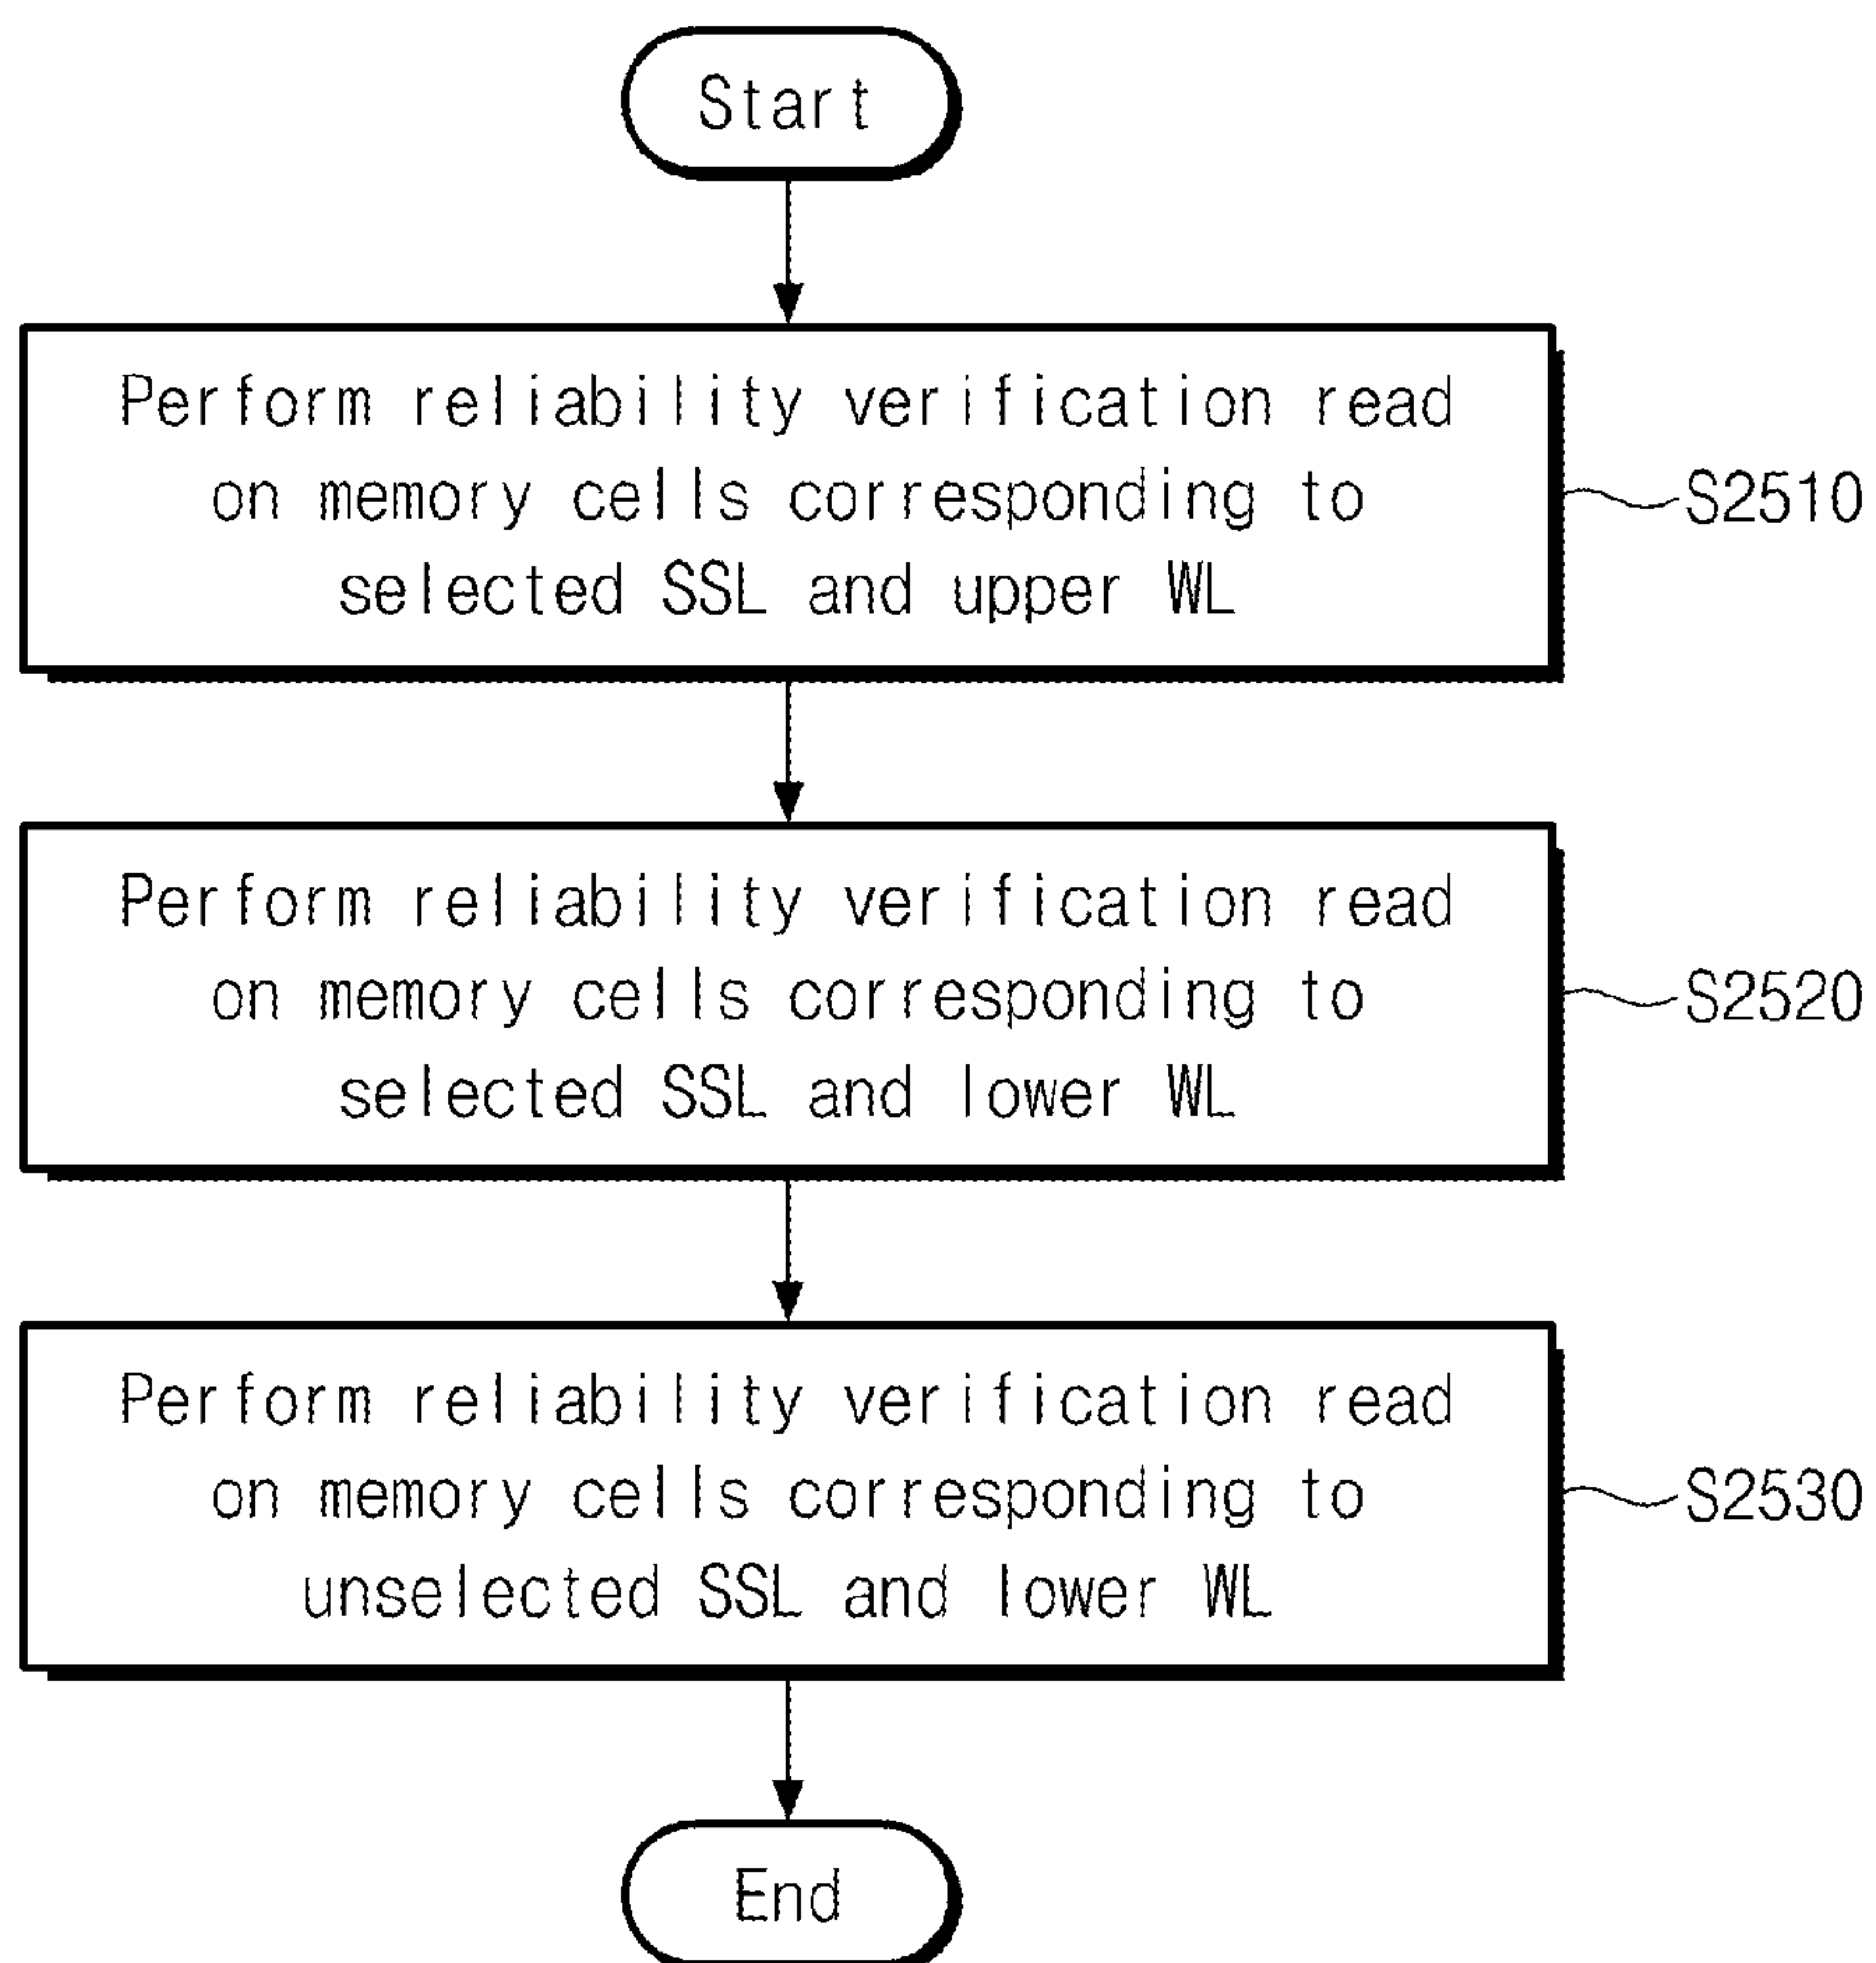 Start
Perform reliability verification read
on memory cells corresponding to
selected SSL and upper WL
S2510
Perform reliability verification read
on memory cells corresponding to
selected SSL and lower WL
S2520
Perform reliability verification read
on memory cells corresponding to
unselected SSL and lower WL
S2530
End